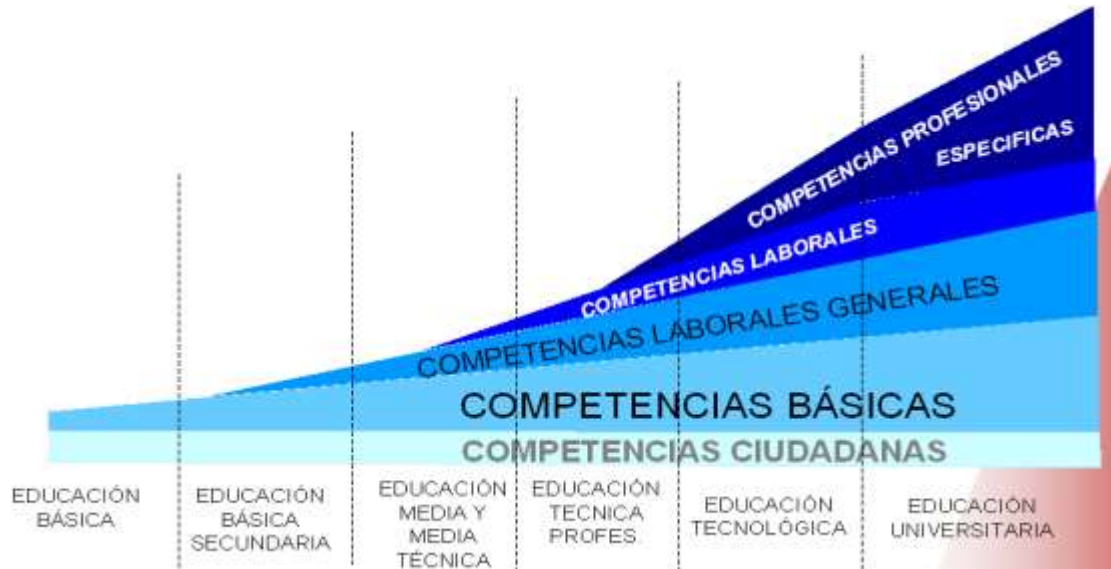 COMPETENCIAS PROFESIONALES
ESPECIFICAS
COMPETENCIAS LABORALES
COMPETENCIAS LABORALES GENERALES
COMPETENCIAS BÁSICAS
COMPETENCIAS CIUDADANAS
EDUCACIÓN
BÁSICA
EDUCACIÓN
BÁSICA
SECUNDARIA
EDUCACIÓN
MEDIA Y
MEDIA
TÉCNICA
EDUCACIÓN
TECNICA
PROFES.
EDUCACIÓN
TECNOLÓGICA
EDUCACIÓN
UNIVERSITARIA